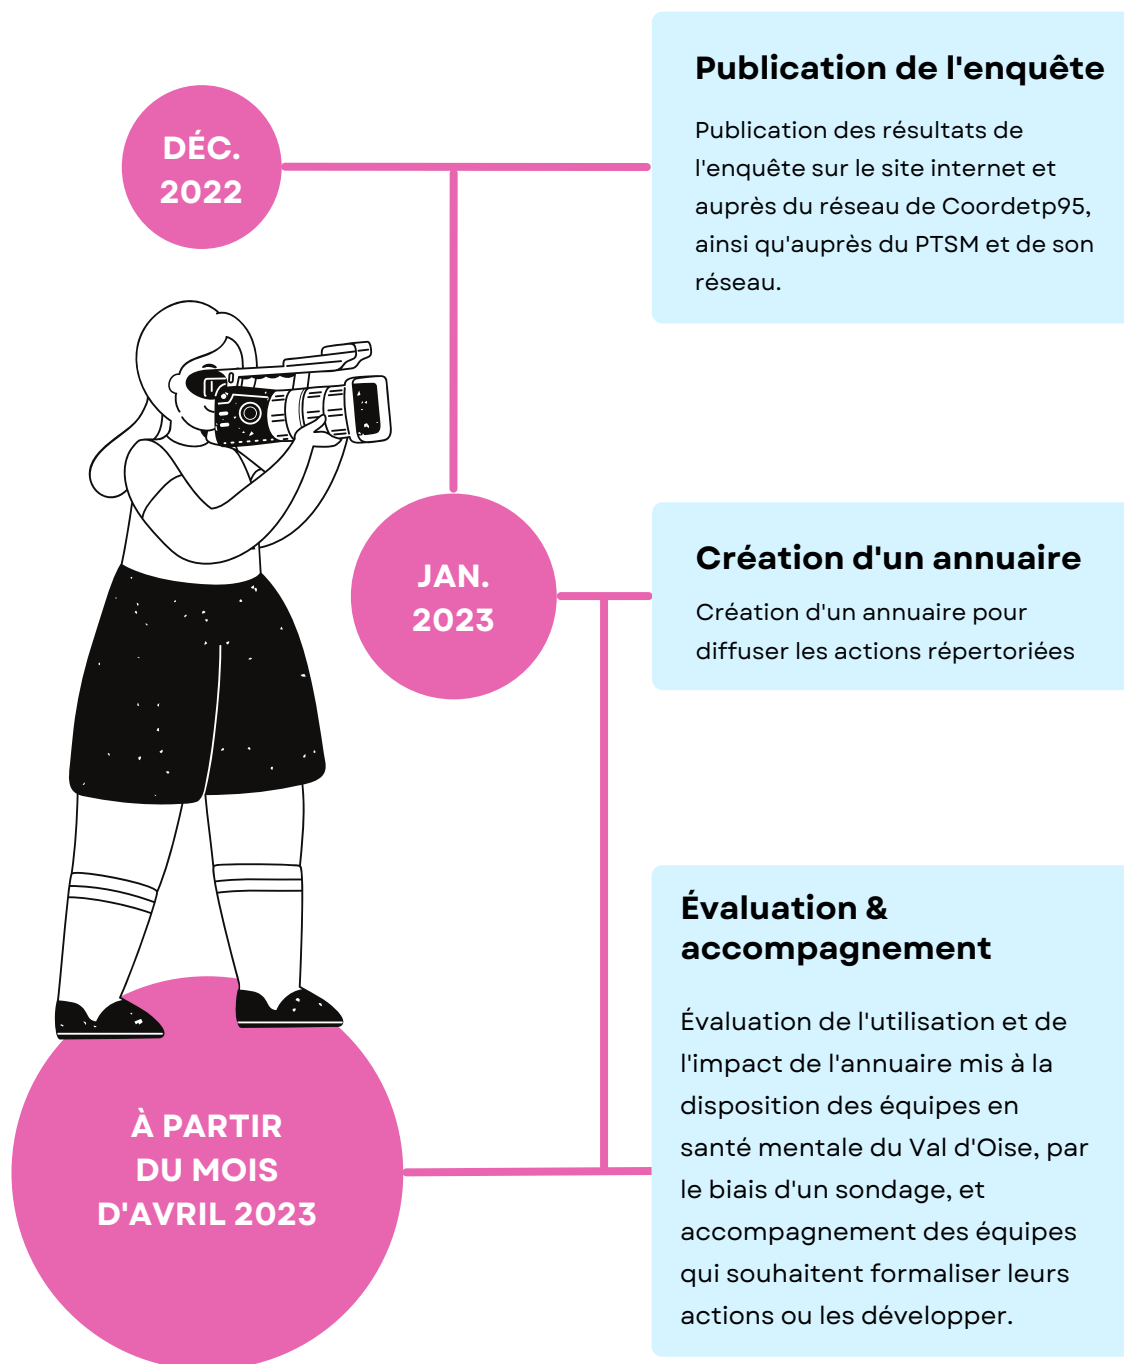 DÉC.
2022
Publication de l'enquête
Publication des résultats de
l'enquête sur le site internet et
auprès du réseau de Coordetp95,
ainsi qu'auprès du PTSM et de son
réseau.
JAN.
2023
Création d'un annuaire
Création d'un annuaire pour
diffuser les actions répertoriées
À PARTIR
DU MOIS
D'AVRIL 2023
Évaluation &
accompagnement
Évaluation de l'utilisation et de
l'impact de l'annuaire mis à la
disposition des équipes en
santé mentale du Val d'Oise, par
le biais d'un sondage, et
accompagnement des équipes
qui souhaitent formaliser leurs
actions ou les développer.